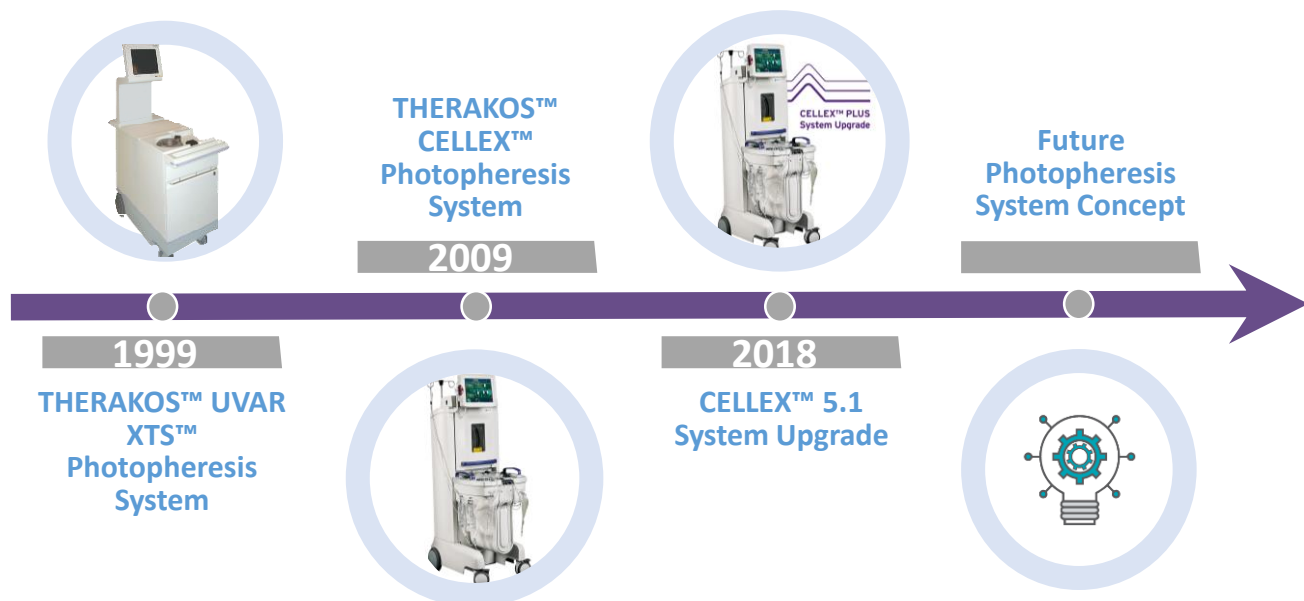 THERAKOS™
CELLEX™
Photopheresis
System
2009
CELLEX™ PLUS
System Upgrade
Future
Photopheresis
System Concept
1999
THERAKOS™ UVAR
XTS™
Photopheresis
System
2018
CELLEX™ 5.1
System Upgrade